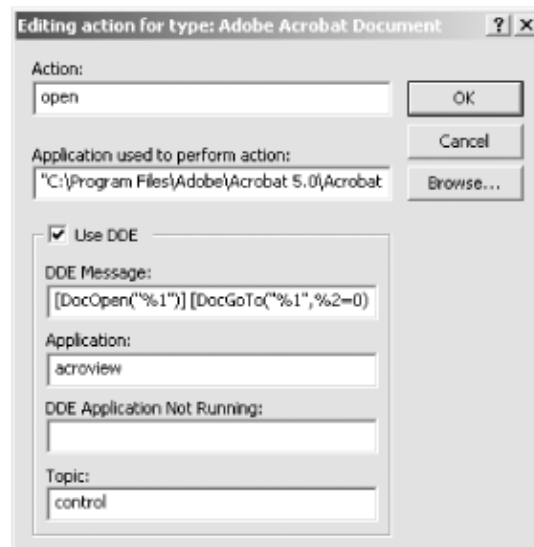 Editing action for type: Adobe Acrobat Document
Action:
open
OK
Application used to perform action:
Cancel
"C:\Program Files\Adobe\Acrobat 5.0\Acrobat
Browse...
Use DDE
DDE Message:
[DocOpen("%1")] [DocGoTo("%1",%2=0)
Application:
acroview
DDE Application Not Running:
Topic:
control